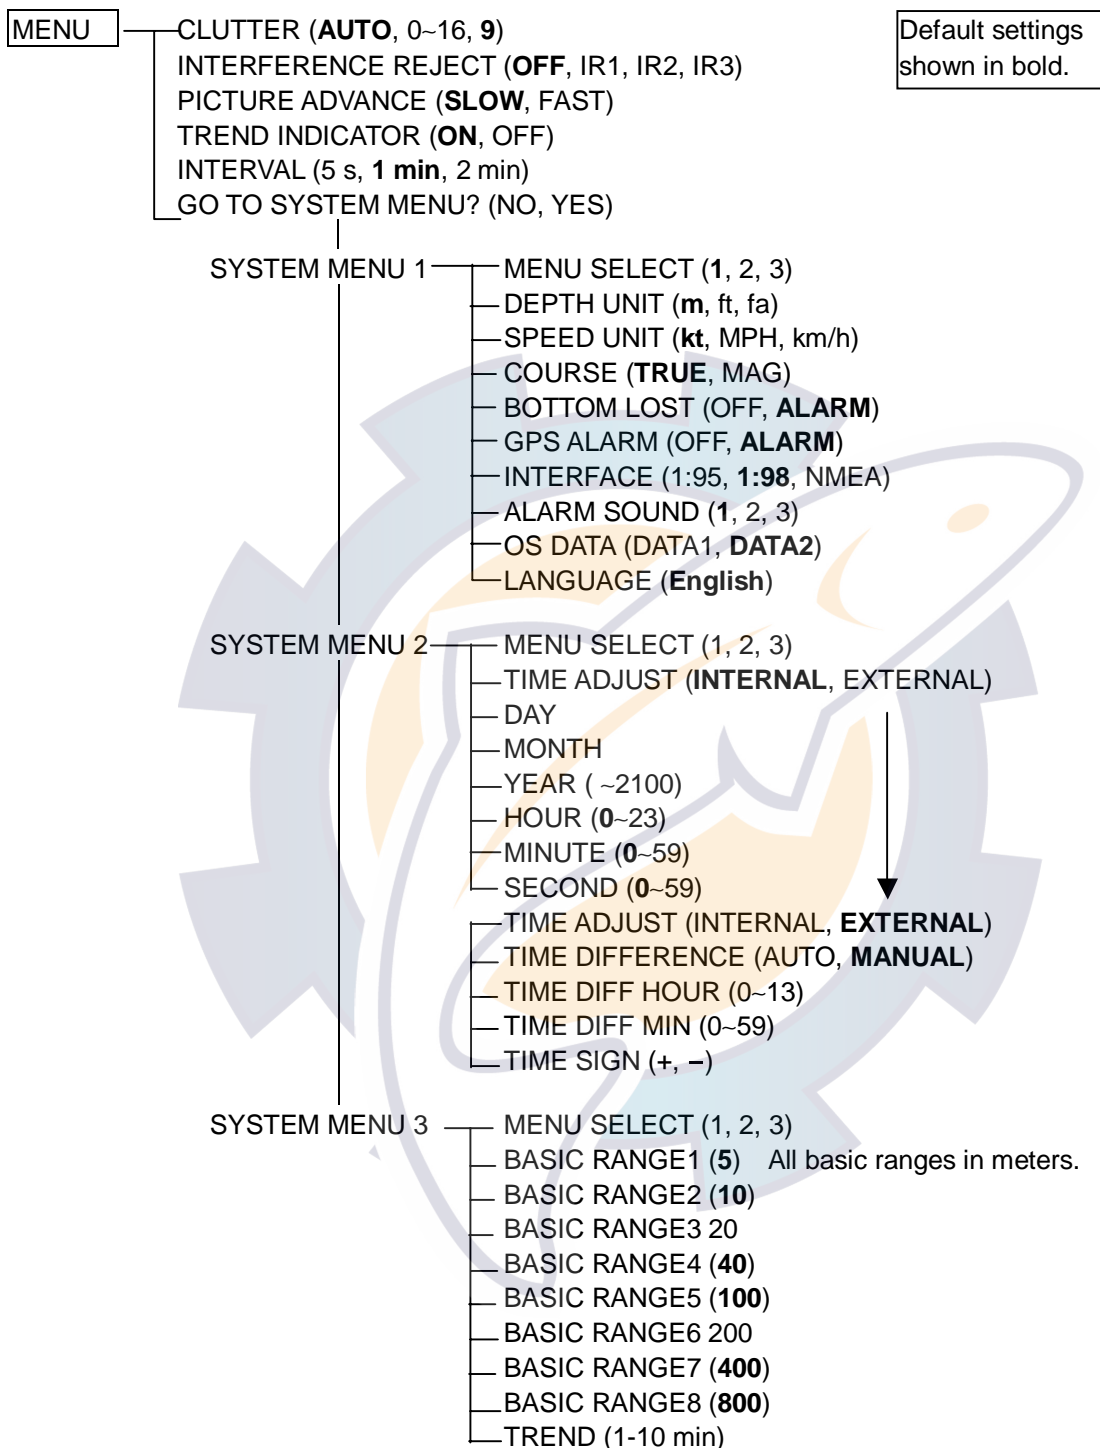 MENU
Default settings
shown in bold.
CLUTTER (AUTO, 0~16, 9)
INTERFERENCE REJECT (OFF, IR1, IR2, IR3)
PICTURE ADVANCE (SLOW, FAST)
TREND INDICATOR (ON, OFF)
INTERVAL (5 s, 1 min, 2 min)
GO TO SYSTEM MENU? (NO, YES)
SYSTEM MENU 1
MENU SELECT (1, 2, 3)
DEPTH UNIT (m, ft, fa)
SPEED UNIT (kt, MPH, km/h)
COURSE (TRUE, MAG)
BOTTOM LOST (OFF, ALARM)
GPS ALARM (OFF, ALARM)
INTERFACE (1:95, 1:98, NMEA)
ALARM SOUND (1, 2, 3)
OS DATA (DATA1, DATA2)
LANGUAGE (English)
SYSTEM MENU 2
MENU SELECT (1, 2, 3)
TIME ADJUST (INTERNAL, EXTERNAL)
DAY
MONTH
YEAR ( ~2100)
HOUR (0~23)
MINUTE (0~59)
SECOND (0~59)
TIME ADJUST (INTERNAL, EXTERNAL)
TIME DIFFERENCE (AUTO, MANUAL)
TIME DIFF HOUR (0~13)
TIME DIFF MIN (0~59)
TIME SIGN (+, −)
SYSTEM MENU 3
MENU SELECT (1, 2, 3)
BASIC RANGE1 (5) All basic ranges in meters.
BASIC RANGE2 (10)
BASIC RANGE3 20
BASIC RANGE4 (40)
BASIC RANGE5 (100)
BASIC RANGE6 200
BASIC RANGE7 (400)
BASIC RANGE8 (800)
TREND (1-10 min)